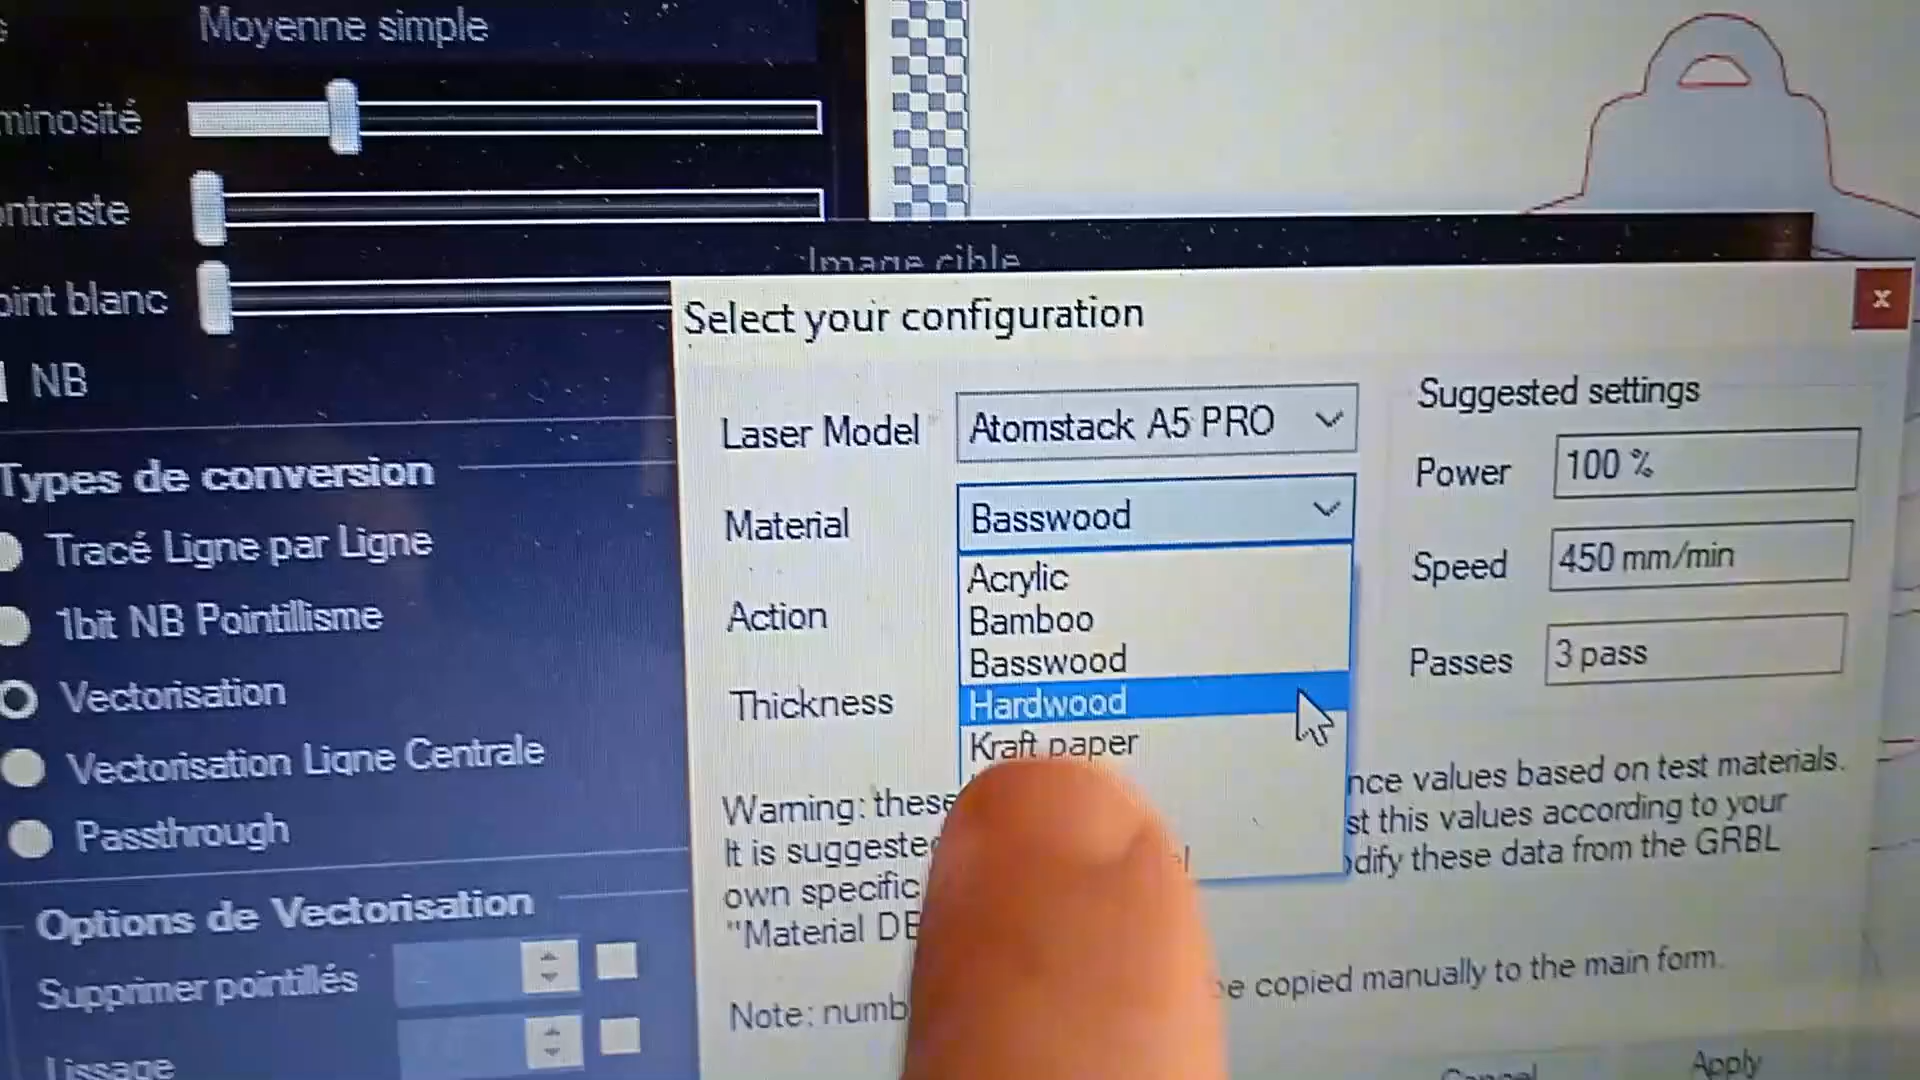 Moyenne simple
minosité
ontraste
oint blanc
NB
Types de conversion
Tracé Ligne par Ligne
1bit NB Pointillisme
Vectorisation
Vectorisation Ligne Centrale
Passthrough
Options de Vectorisation
Supprimer pointillés
Lissage
Image cible
Select your configuration
x
Laser Model
Atomstack A5 PRO
Material
Basswood
Acrylic
Bamboo
Basswood
Hardwood
Kraft paper
Action
Thickness
Suggested settings
Power
100 %
Speed
450 mm/min
Passes
3 pass
Warning: these nce values based on test materials.
It is suggeste st this values according to your
own specific dify these data from the GRBL
"Material DB
Note: numb be copied manually to the main form.
Cancel
Apply